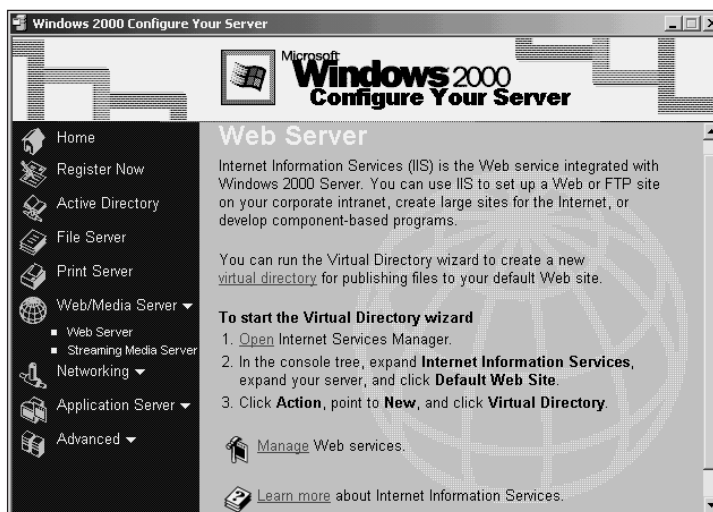 Windows 2000 Configure Your Server
Microsoft
Windows 2000
Configure Your Server
Home
Register Now
Active Directory
File Server
Print Server
Web/Media Server
Web Server
Streaming Media Server
Networking
Application Server
Advanced
Web Server
Internet Information Services (IIS) is the Web service integrated with
Windows 2000 Server. You can use IIS to set up a Web or FTP site
on your corporate intranet, create large sites for the Internet, or
develop component-based programs.
You can run the Virtual Directory wizard to create a new
virtual directory for publishing files to your default Web site.
To start the Virtual Directory wizard
1. Open Internet Services Manager.
2. In the console tree, expand Internet Information Services,
expand your server, and click Default Web Site.
3. Click Action, point to New, and click Virtual Directory.
Manage Web services.
Learn more about Internet Information Services.